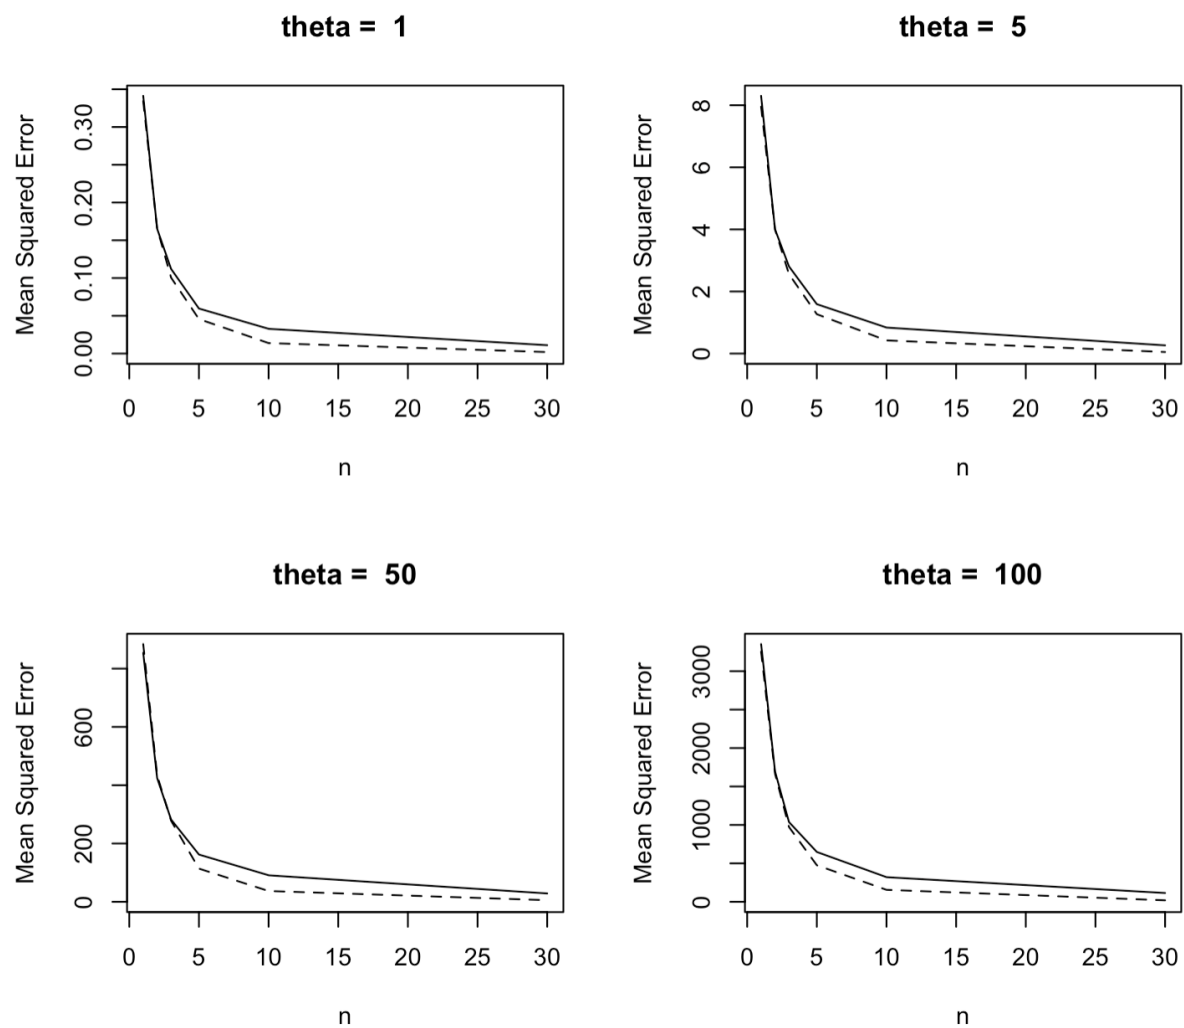 theta =  1
Mean Squared Error
0.00 0.10 0.20 0.30
0 5 10 15 20 25 30
n
theta =  5
Mean Squared Error
0 2 4 6 8
0 5 10 15 20 25 30
n
theta =  50
Mean Squared Error
0 200 600
0 5 10 15 20 25 30
n
theta =  100
Mean Squared Error
0 1000 2000 3000
0 5 10 15 20 25 30
n